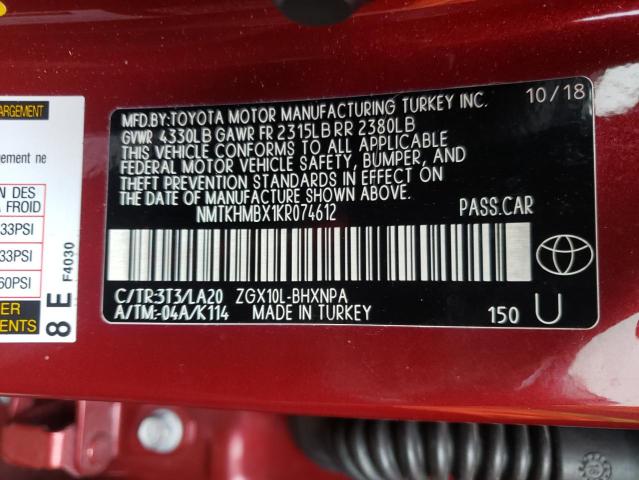 ARGEMENT
gement ne
N DES
A FROID
33PSI
33PSI
60PSI
ER
ENTS
8 E
F4030
MFD.BY:TOYOTA MOTOR MANUFACTURING TURKEY INC. 10/18
GVWR 4330LB GAWR FR 2315LB RR 2380LB
THIS VEHICLE CONFORMS TO ALL APPLICABLE
FEDERAL MOTOR VEHICLE SAFETY, BUMPER, AND
THEFT PREVENTION STANDARDS IN EFFECT ON
THE DATE OF MANUFACTURE SHOWN ABOVE.
NMTKHMBX1KR074612 PASS.CAR
C/TR:3T3/LA20 ZGX10L-BHXNPA
A/TM:-04A/K114 MADE IN TURKEY 150 U